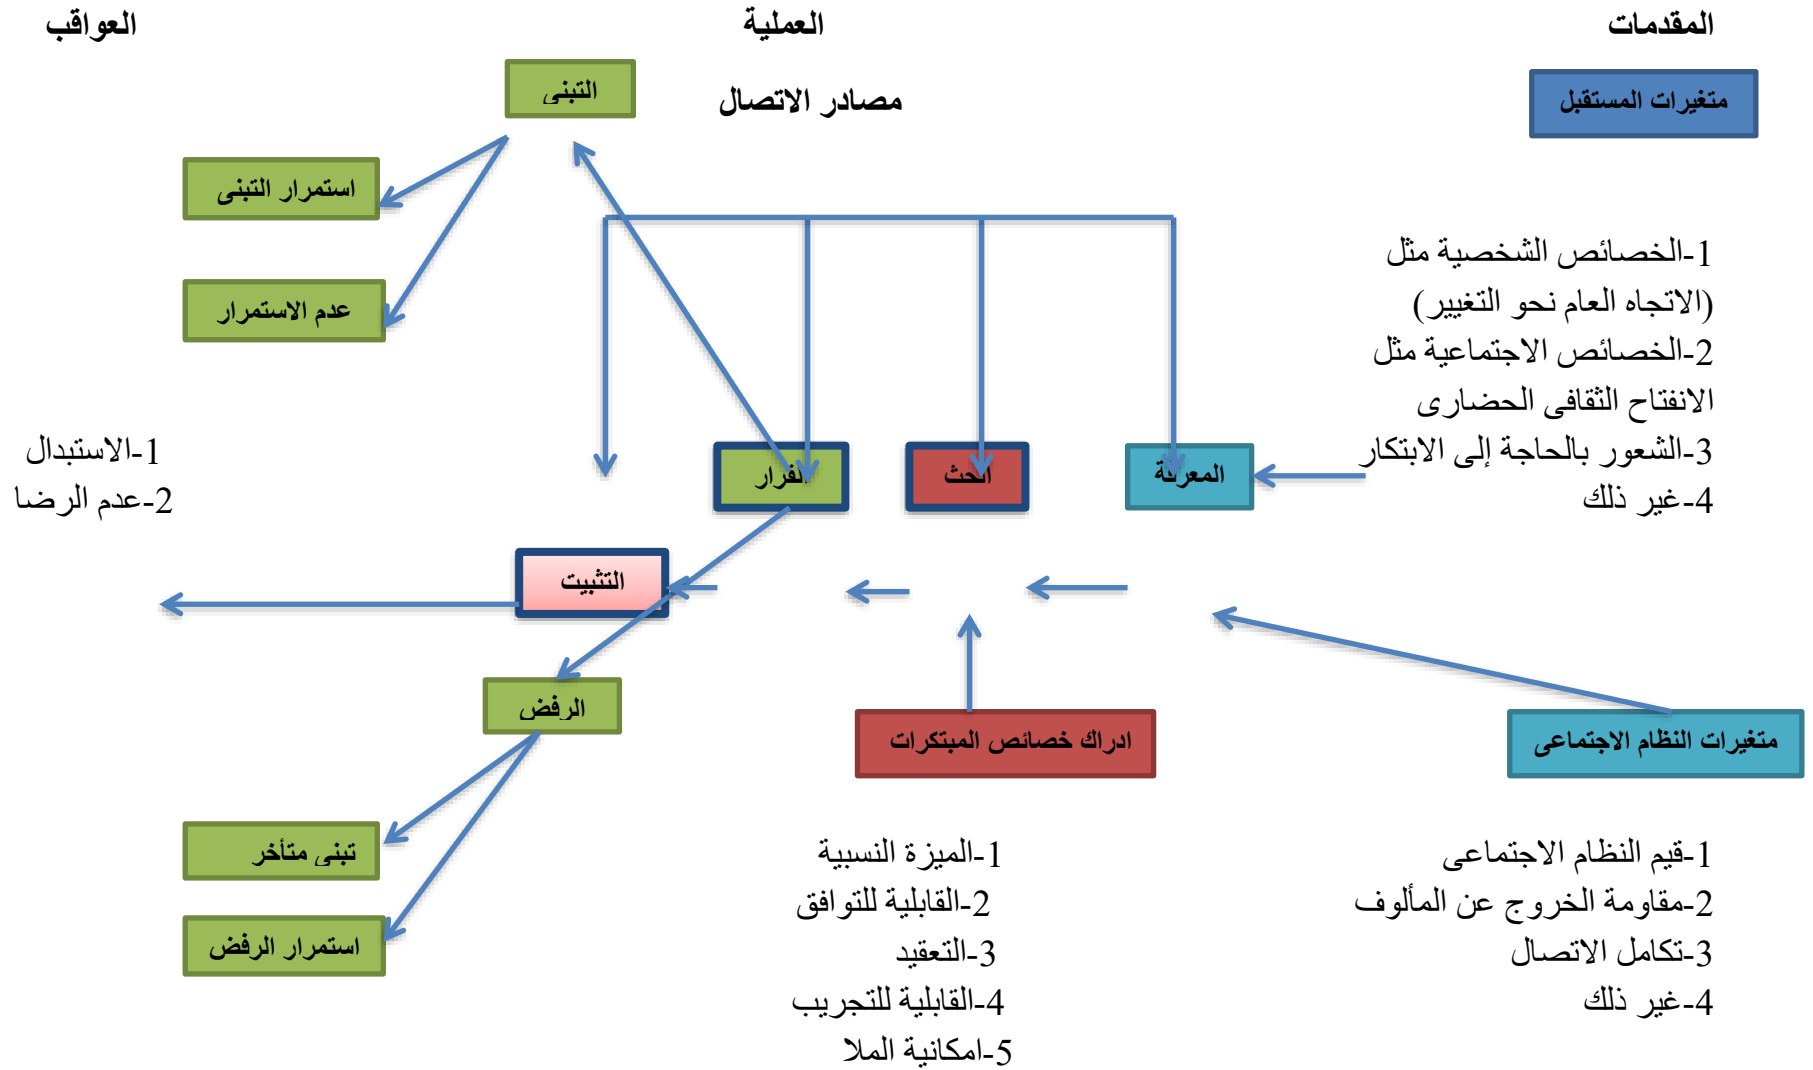 المقدمات
العملية
العواقب
متغيرات المستقبل
مصادر الاتصال
التبنى
استمرار التبنى
عدم الاستمرار
1-الخصائص الشخصية مثل
(الاتجاه العام نحو التغيير)
2-الخصائص الاجتماعية مثل
الانفتاح الثقافى الحضارى
3-الشعور بالحاجة إلى الابتكار
4-غير ذلك
المعرفة
الحث
القرار
1-الاستبدال
2-عدم الرضا
التثبيت
متغيرات النظام الاجتماعى
ادراك خصائص المبتكرات
الرفض
تبنى متأخر
استمرار الرفض
1-قيم النظام الاجتماعى
2-مقاومة الخروج عن المألوف
3-تكامل الاتصال
4-غير ذلك
1-الميزة النسبية
2-القابلية للتوافق
3-التعقيد
4-القابلية للتجريب
5-امكانية الملا